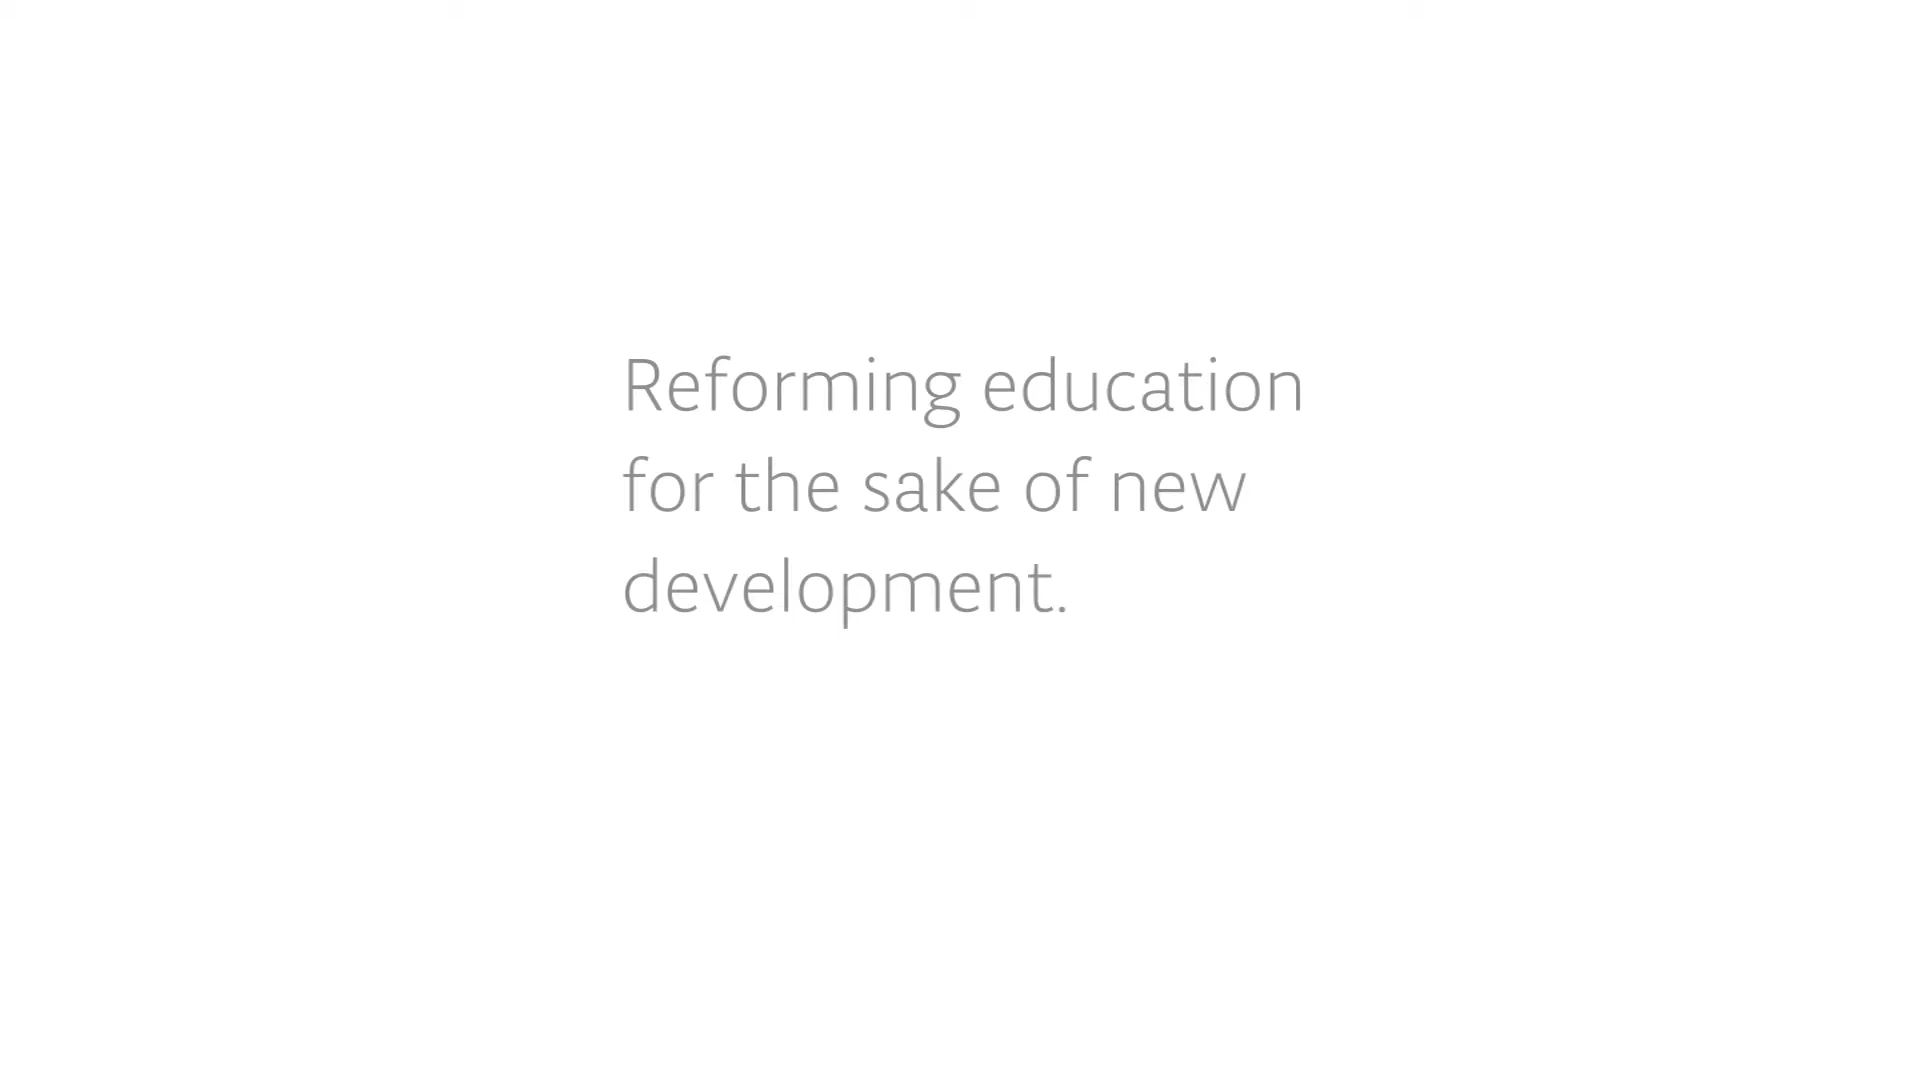 Reforming education
for the sake of new
development.